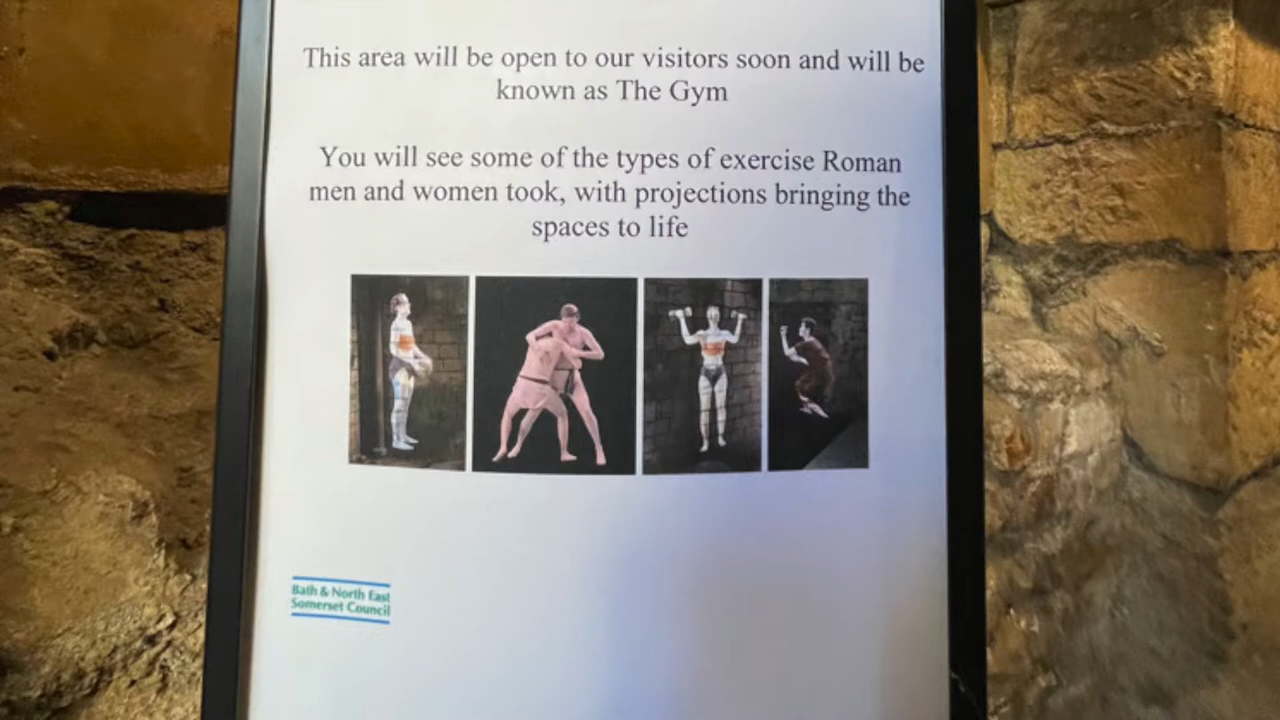 This area will be open to our visitors soon and will be
known as The Gym
You will see some of the types of exercise Roman
men and women took, with projections bringing the
spaces to life
Bath & North East
Somerset Council